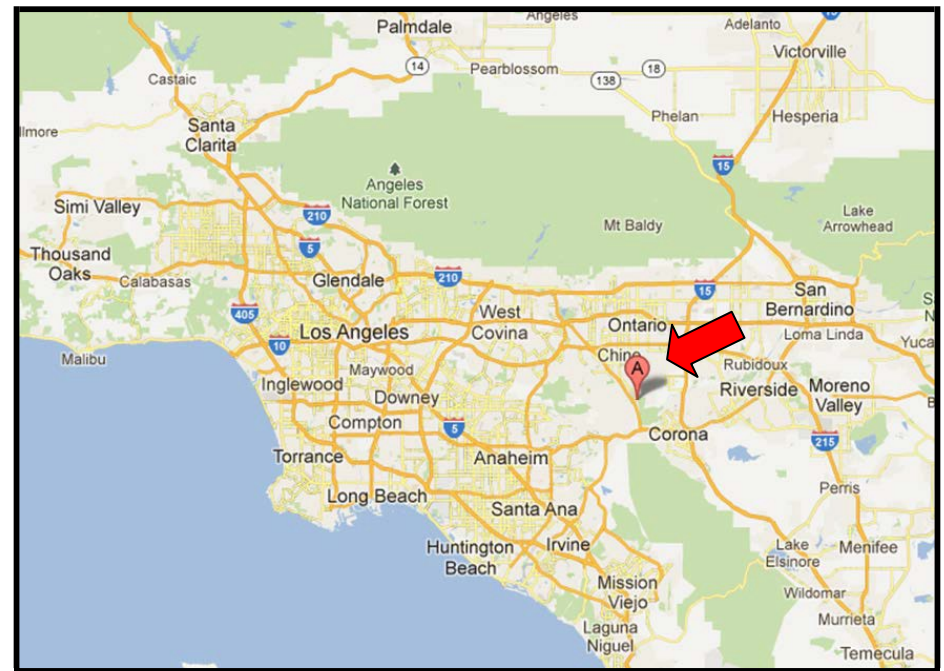 Angeles
Palmdale
Adelanto
15
Victorville
14
Pearblossom
18
138
Castaic
Phelan
Hesperia
lmore
Santa
Clarita
15
Angeles
National Forest
Simi Valley
210
Mt Baldy
Lake
Arrowhead
5
Thousand
Oaks
Calabasas
Glendale
210
15
San
Bernardino
405
West
Covina
Ontario
Los Angeles
Loma Linda
Yuca
10
Malibu
Maywood
Chino
A
Rubidoux
Inglewood
Downey
Riverside
Moreno
Valley
Compton
5
Corona
215
Torrance
Anaheim
Long Beach
Perris
Santa Ana
Huntington
Beach
Irvine
Lake
Elsinore
Menifee
Mission
Viejo
Wildomar
Laguna
Niguel
Murrieta
Temecula